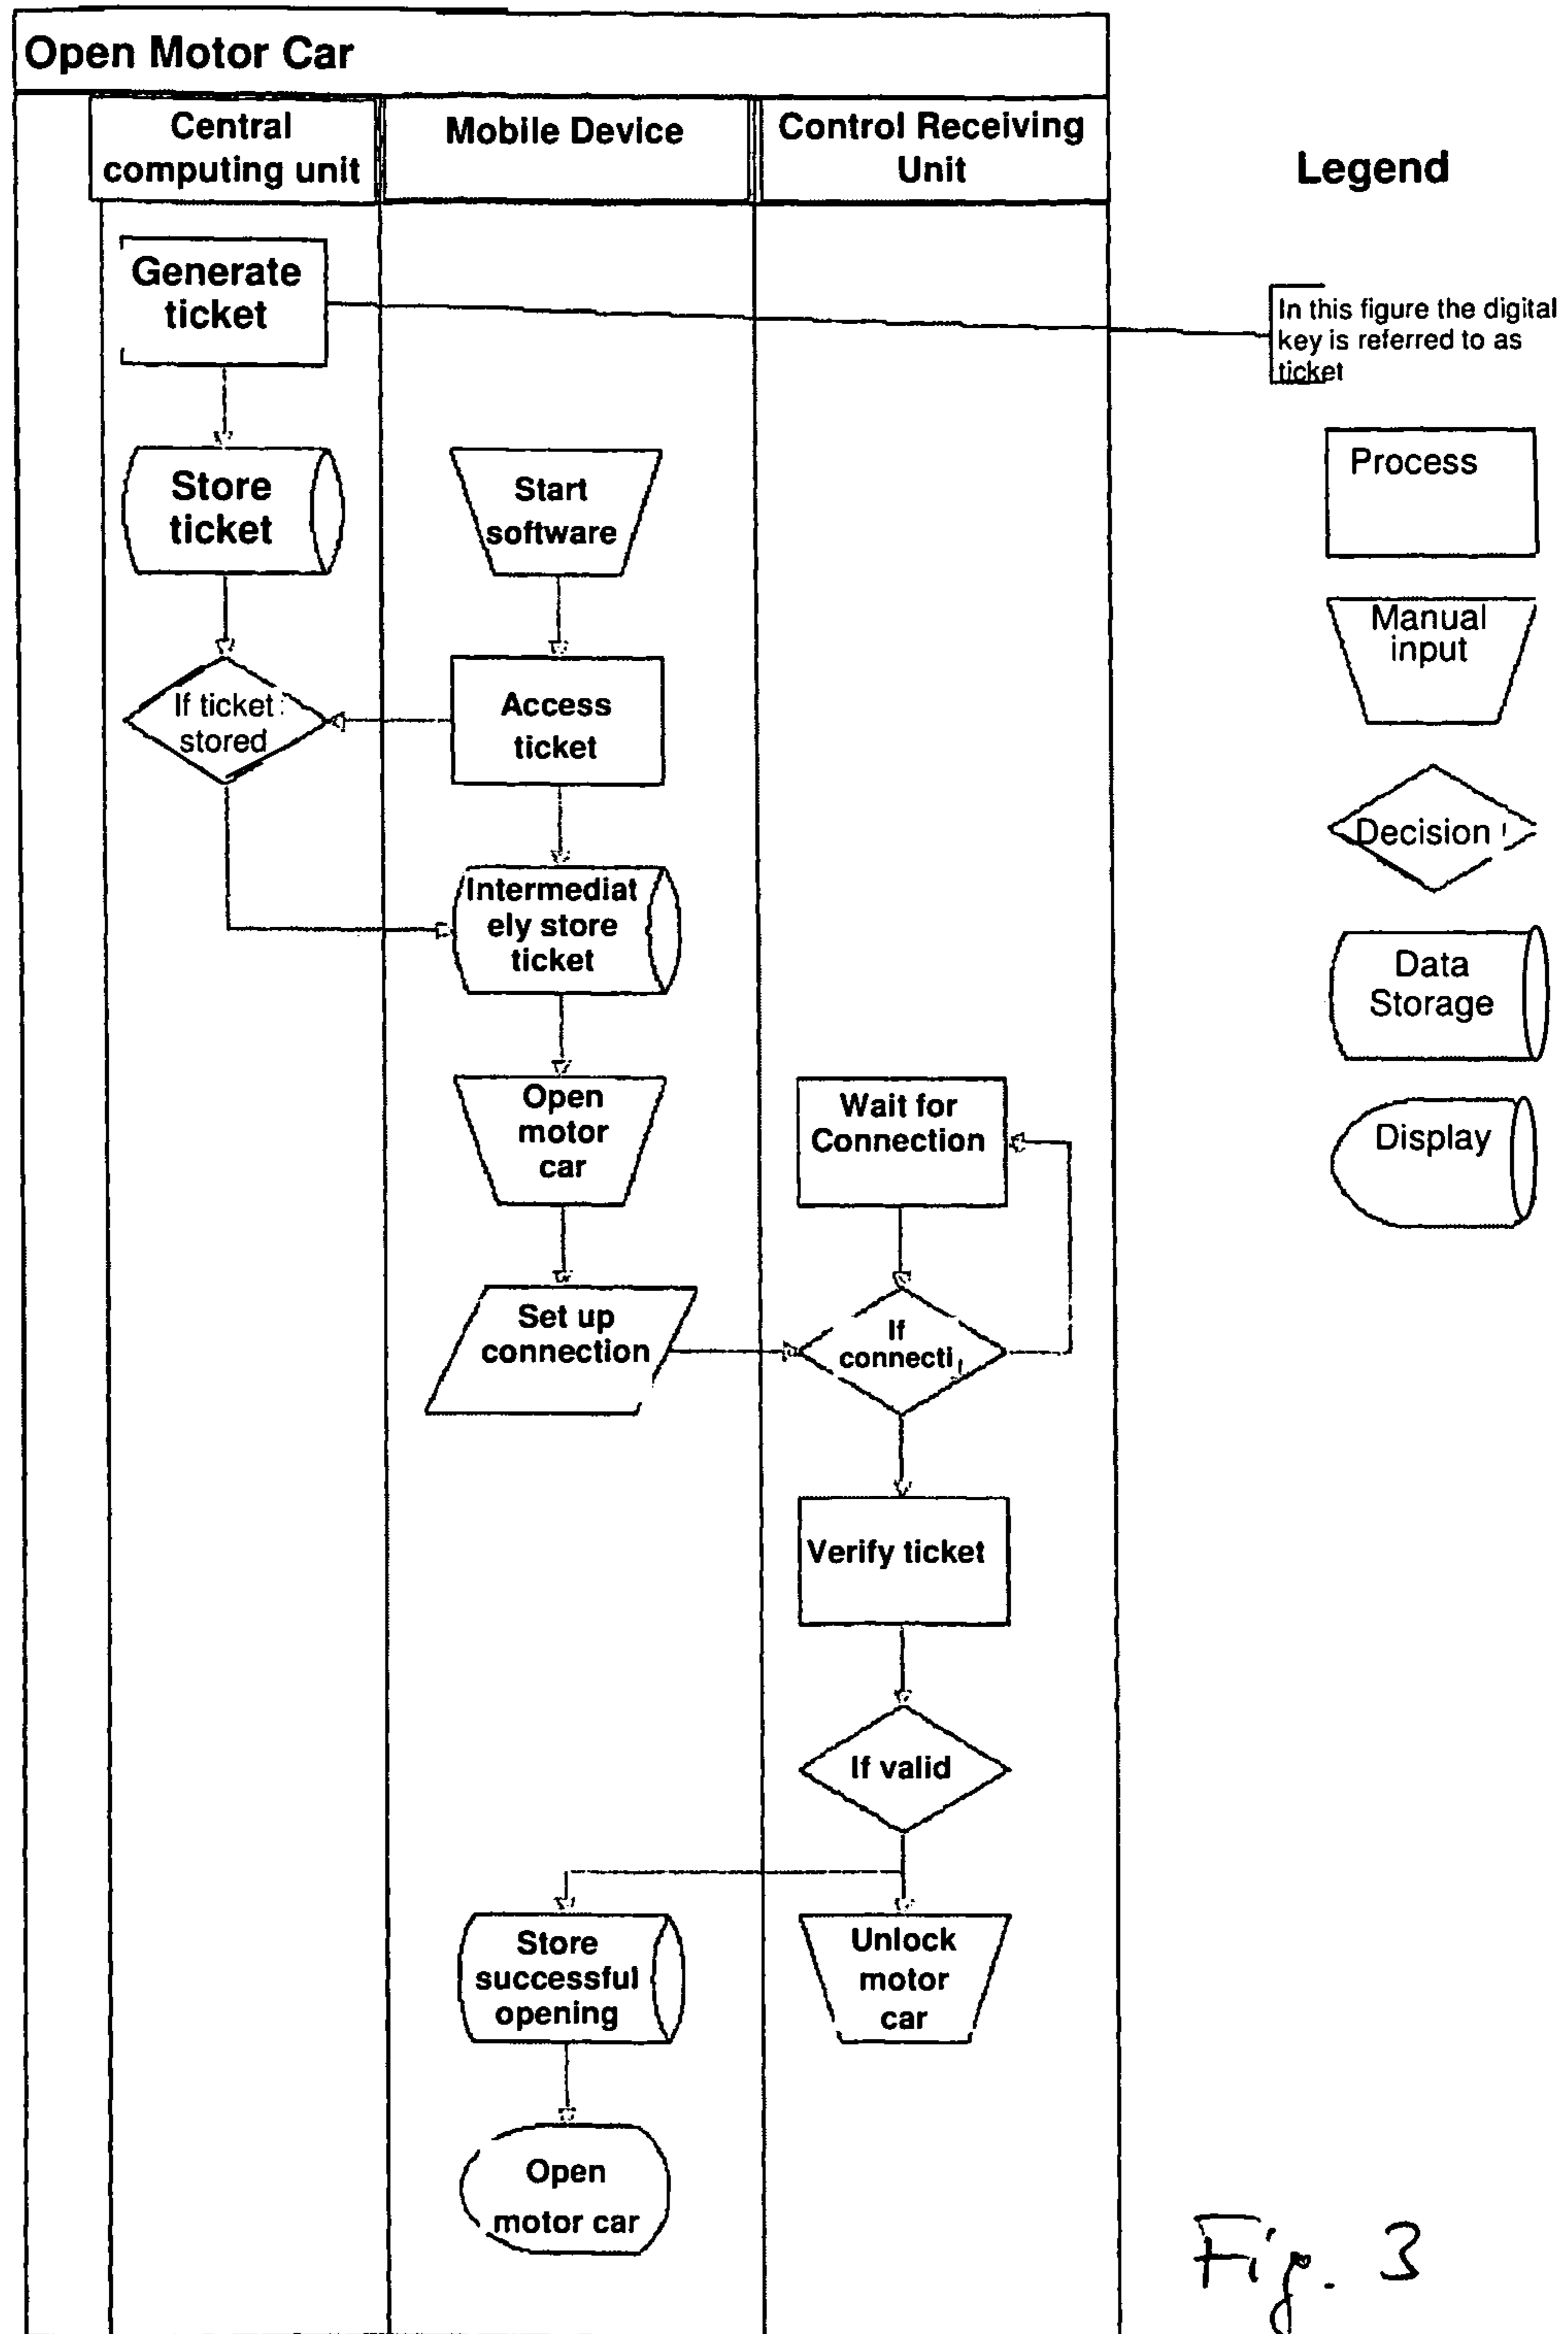 Open Motor Car
Central
computing unit
Mobile Device
Control Receiving
Unit
Legend
Generate
ticket
In this figure the digital
key is referred to as
ticket
Store
ticket
Start
software
Process
Manual
input
If ticket
stored
Access
ticket
Decision
Intermediat
ely store
ticket
Data
Storage
Open
motor
car
Wait for
Connection
Display
Set up
connection
If
connecti
Verify ticket
If valid
Store
successful
opening
Unlock
motor
car
Open
motor car
Fig. 3